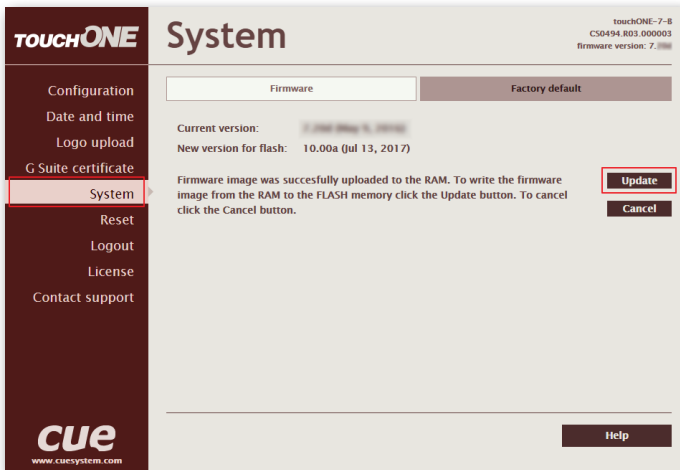 TOUCHONE
System
touchONE-7-B
CS0494.R03.000003
firmware version: 7.
Configuration
Date and time
Logo upload
G Suite certificate
System
Reset
Logout
License
Contact support
Firmware
Factory default
Current version:
New version for flash: 10.00a (Jul 13, 2017)
Firmware image was succesfully uploaded to the RAM. To write the firmware
image from the RAM to the FLASH memory click the Update button. To cancel
click the Cancel button.
Update
Cancel
cue
www.cuesystem.com
Help